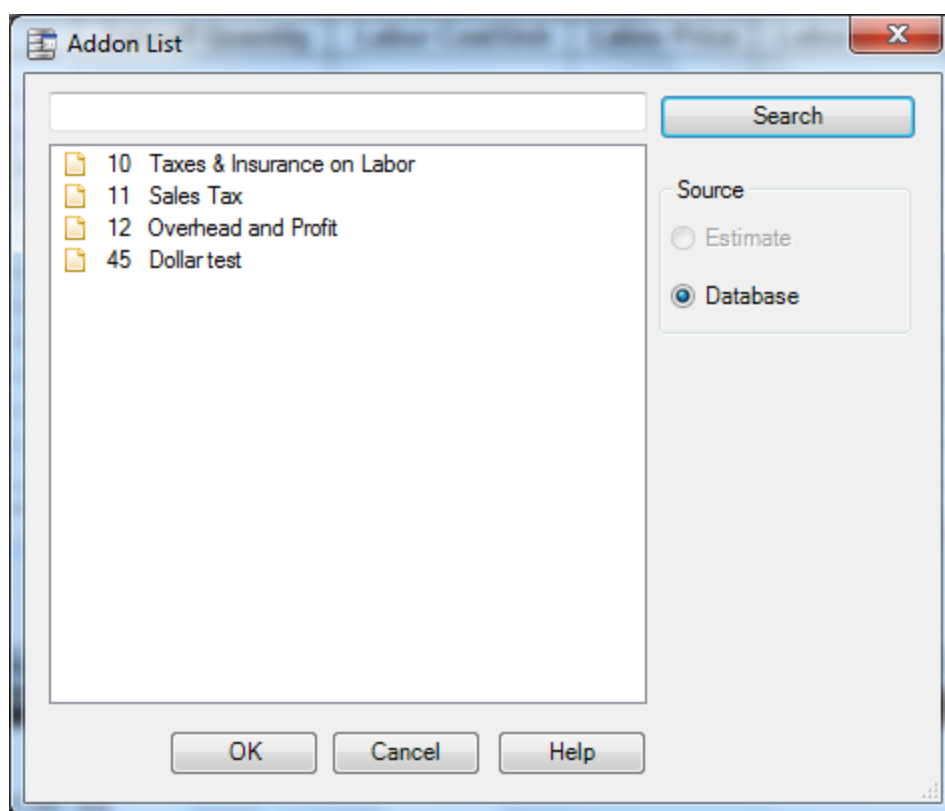 Addon List
Search
10 Taxes & Insurance on Labor
11 Sales Tax
12 Overhead and Profit
45 Dollar test
Source
Estimate
Database
OK Cancel Help